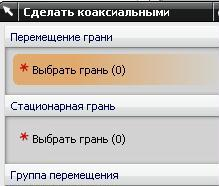 Сделать коаксиальными
Перемещение грани
* Выбрать грань (0)
Стационарная грань
* Выбрать грань (0)
Группа перемещения